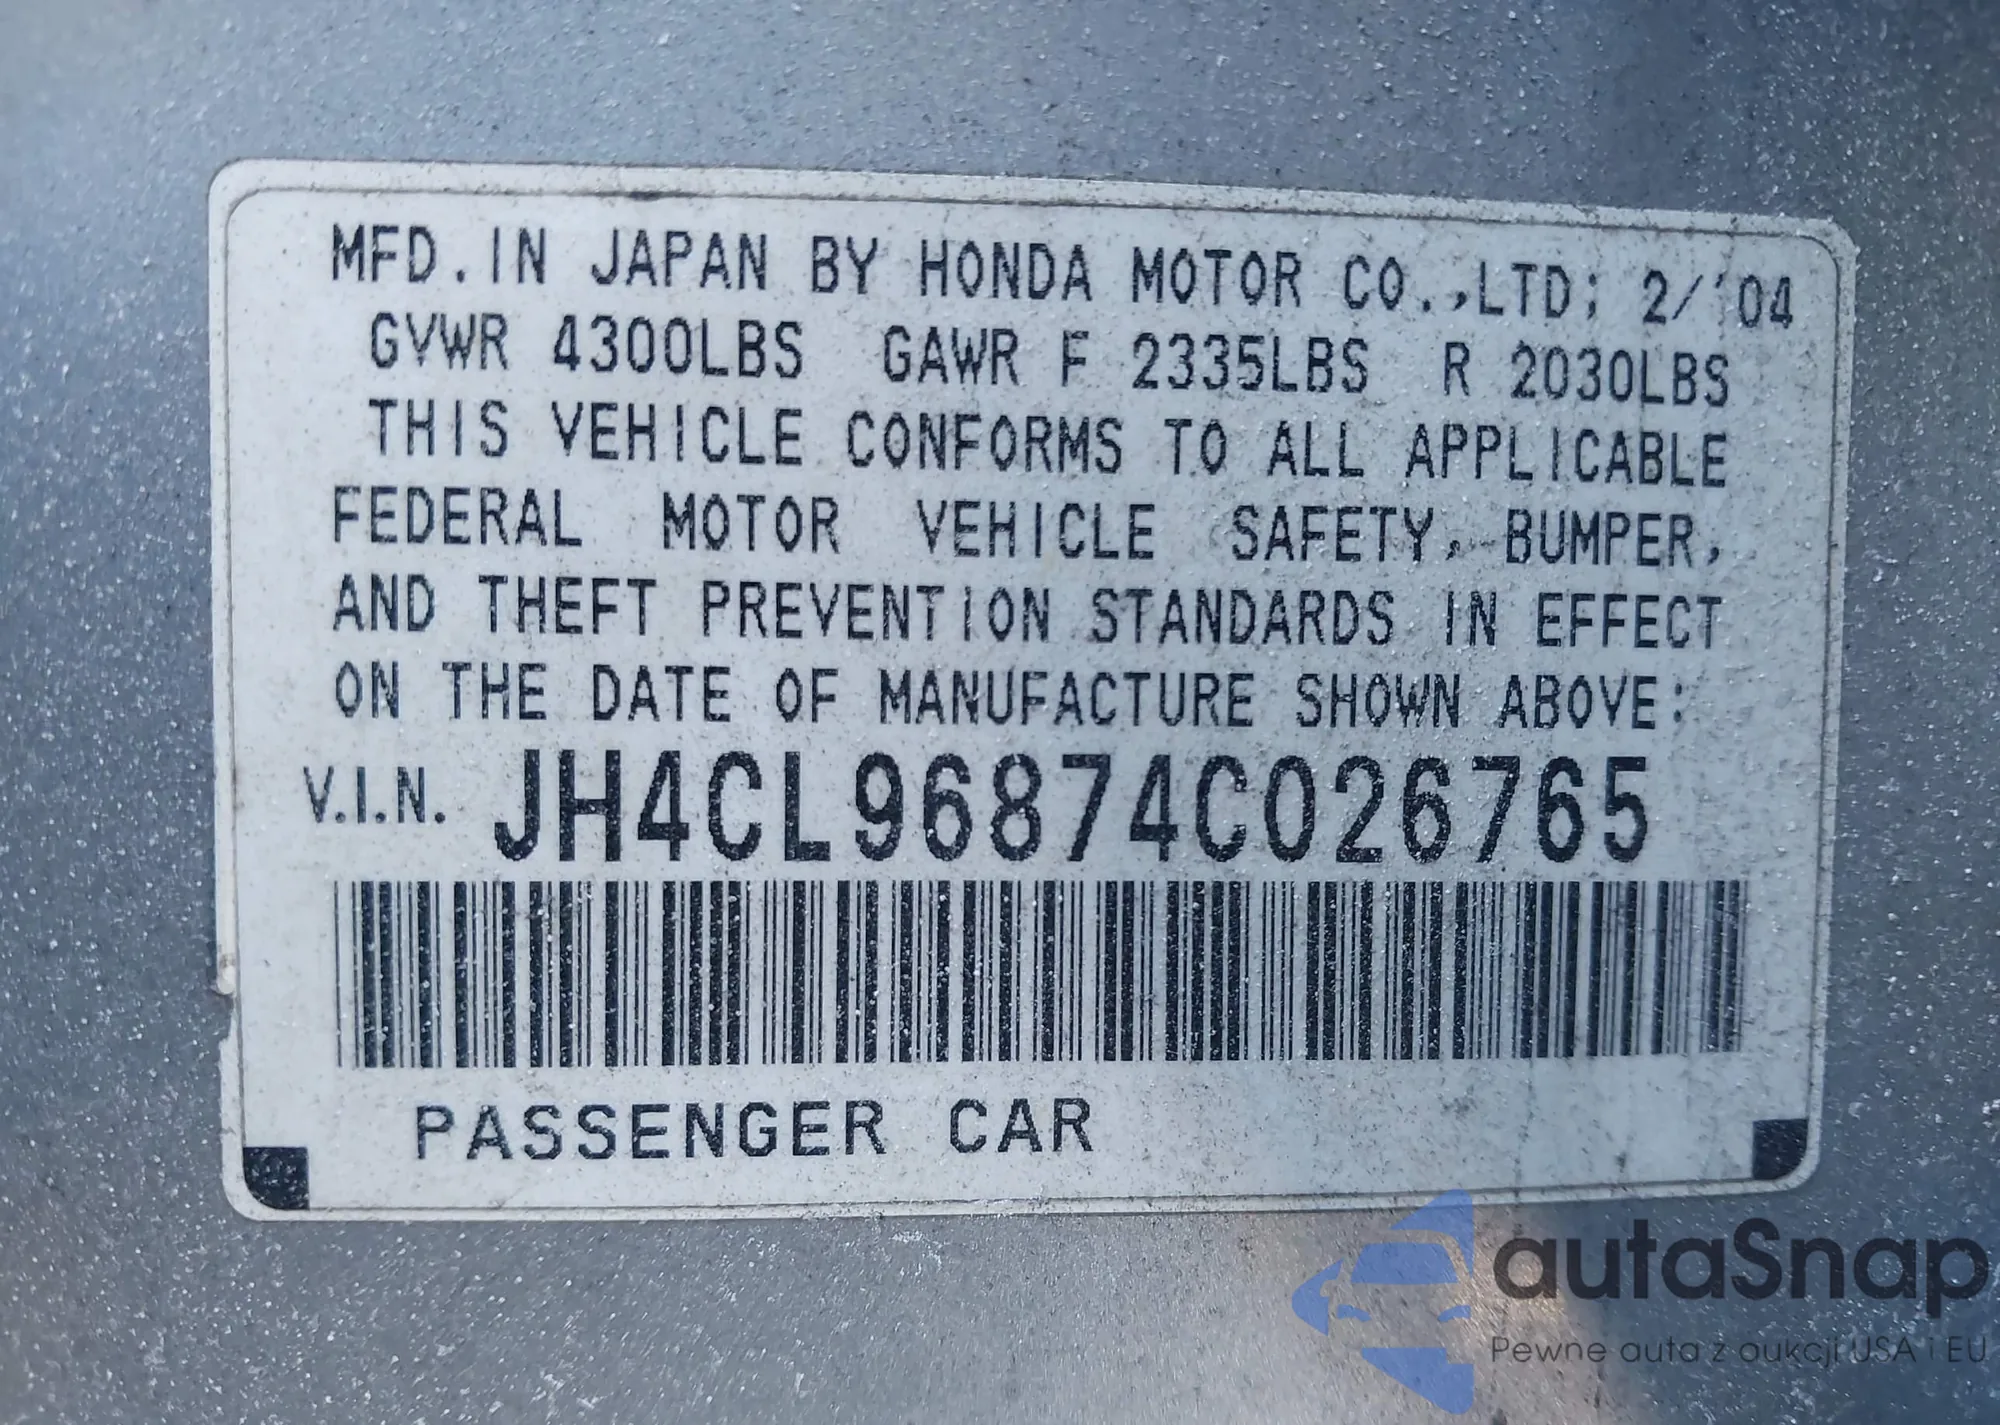 MFD. IN JAPAN BY HONDA MOTOR CO.,LTD; 2/'04
GVWR 4300LBS GAWR F 2335LBS R 2030LBS
THIS VEHICLE CONFORMS TO ALL APPLICABLE
FEDERAL MOTOR VEHICLE SAFETY, BUMPER,
AND THEFT PREVENTION STANDARDS IN EFFECT
ON THE DATE OF MANUFACTURE SHOWN ABOVE:
V.I.N. JH4CL96874C026765
PASSENGER CAR
autaSnap
Pewne auta z aukcji USA i EU